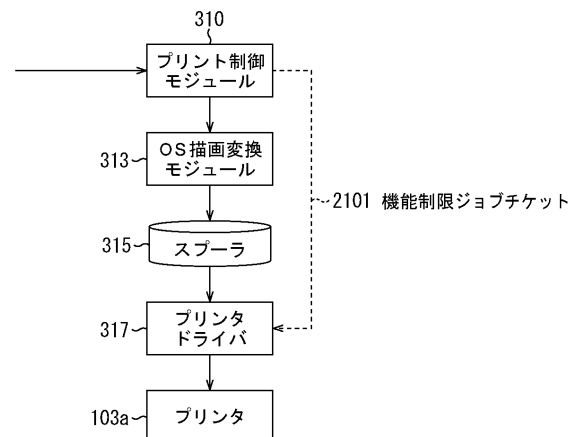 310
プリント制御
モジュール
313
OS描画変換
モジュール
2101 機能制限ジョブチケット
315
スプーラ
317
プリンタ
ドライバ
103a
プリンタ